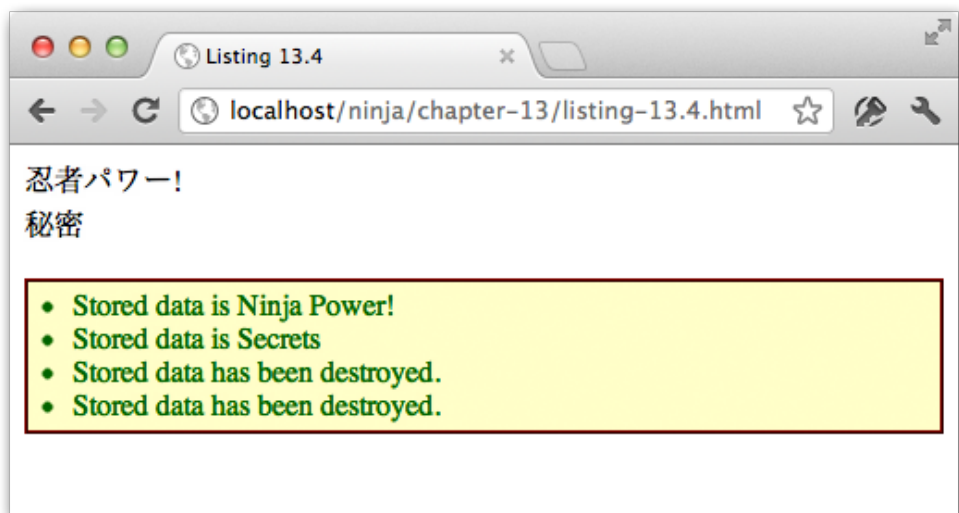 Listing 13.4
localhost/ninja/chapter-13/listing-13.4.html
忍者パワー!
秘密
• Stored data is Ninja Power!
• Stored data is Secrets
• Stored data has been destroyed.
• Stored data has been destroyed.